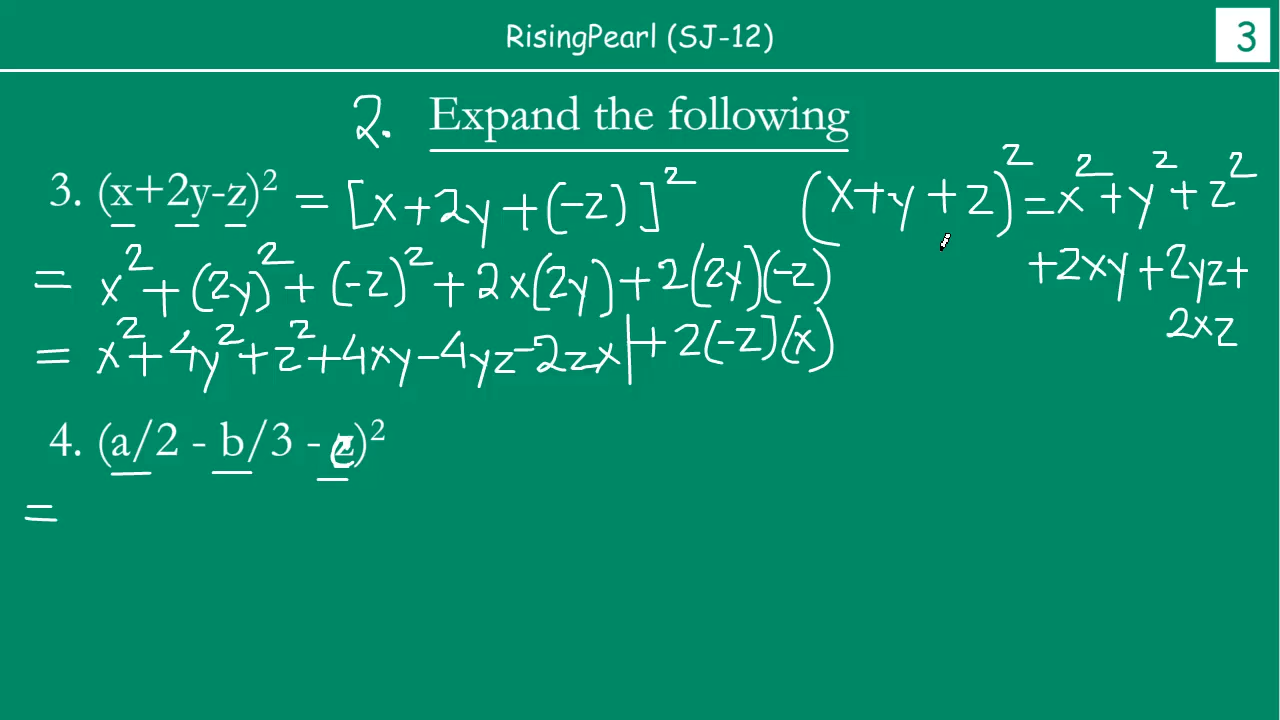 RisingPearl (SJ-12)
3
2. Expand the following
3. (x+2y-z)² = [x+2y+(-z)]²
(x+y+z)² = x²+y²+z²
+2xy+2yz+
2xz
= x²+(2y)²+(-z)²+2x(2y)+2(2y)(-z)
= x²+4y²+z²+4xy-4yz-2zx|+2(-z)(x)
4. (a/2 - b/3 - c)²
=